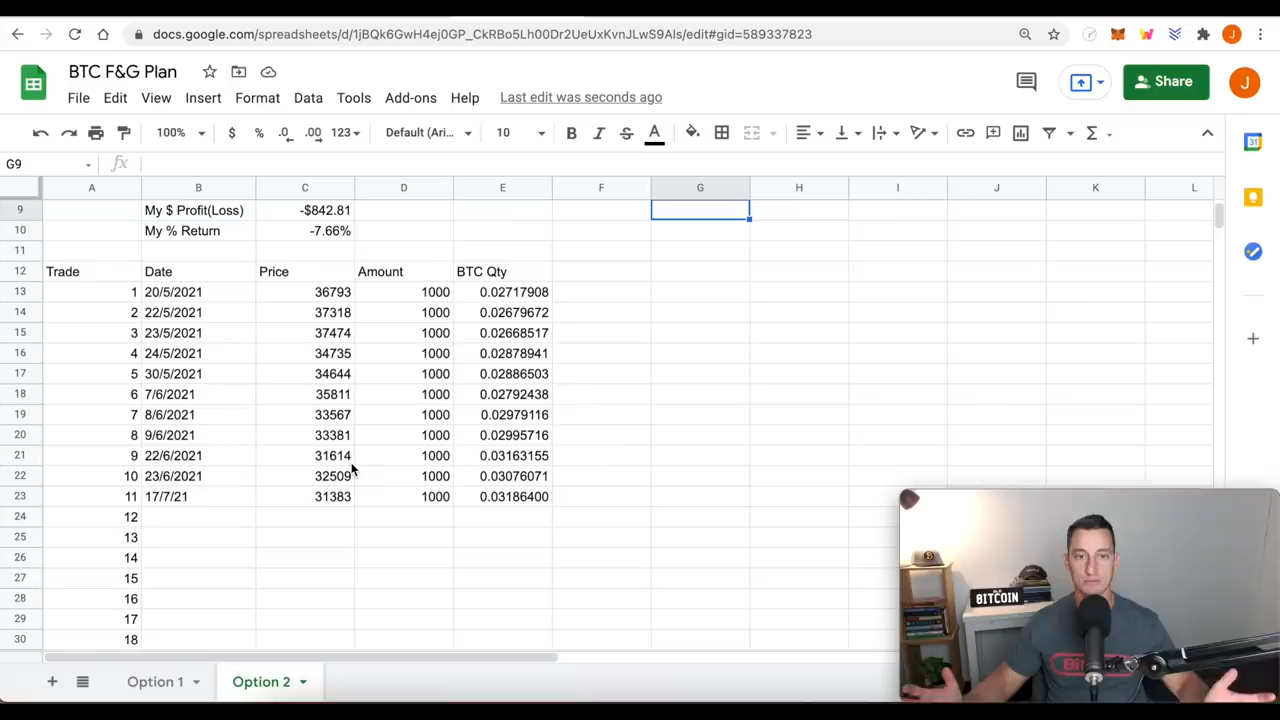 docs.google.com/spreadsheets/d/1jBQk6GwH4ej0GP_CkRBo5Lh00Dr2UeUxKvnJLwS9AIs/edit#gid=589337823
BTC F&G Plan
File Edit View Insert Format Data Tools Add-ons Help Last edit was seconds ago
Share
J
J
100% $ % .0 .00 123 Default (Ari... 10 B I S A
G9 fx
31
A B C D E F G H I J K L
9 My $ Profit(Loss) -$842.81
10 My % Return -7.66%
11
12 Trade Date Price Amount BTC Qty
13 1 20/5/2021 36793 1000 0.02717908
14 2 22/5/2021 37318 1000 0.02679672
15 3 23/5/2021 37474 1000 0.02668517
16 4 24/5/2021 34735 1000 0.02878941
17 5 30/5/2021 34644 1000 0.02886503
18 6 7/6/2021 35811 1000 0.02792438
19 7 8/6/2021 33567 1000 0.02979116
20 8 9/6/2021 33381 1000 0.02995716
21 9 22/6/2021 31614 1000 0.03163155
22 10 23/6/2021 32509 1000 0.03076071
23 11 17/7/21 31383 1000 0.03186400
24 12
25 13
26 14
27 15
28 16
29 17
30 18
BITCOIN
Option 1 Option 2